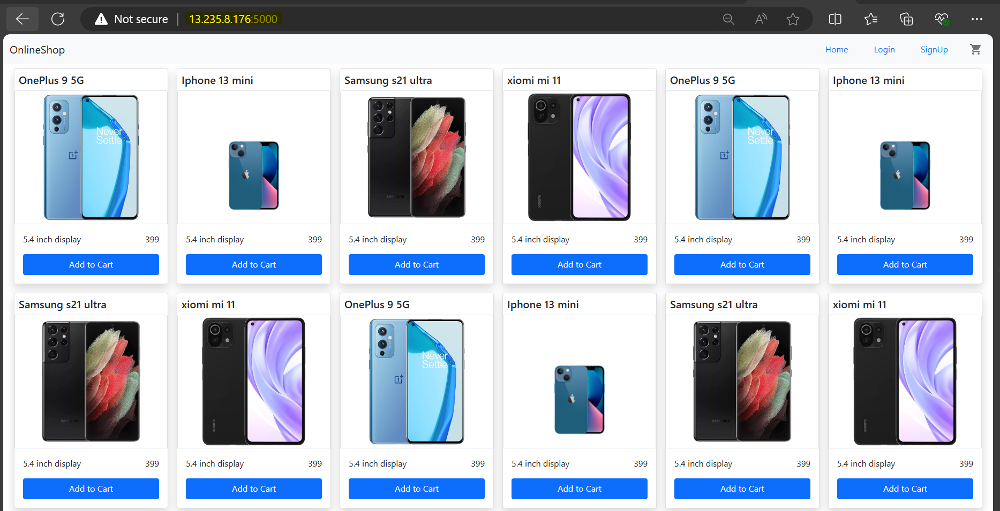 Not secure 13.235.8.176:5000
OnlineShop Home Login SignUp
OnePlus 9 5G Iphone 13 mini Samsung s21 ultra xiomi mi 11 OnePlus 9 5G Iphone 13 mini
Never Never
Settle Settle
SAMSUNG
XIAOMI
5.4 inch display 399 5.4 inch display 399 5.4 inch display 399 5.4 inch display 399 5.4 inch display 399 5.4 inch display 399
Add to Cart Add to Cart Add to Cart Add to Cart Add to Cart Add to Cart
Samsung s21 ultra xiomi mi 11 OnePlus 9 5G Iphone 13 mini Samsung s21 ultra xiomi mi 11
Never
Settle
SAMSUNG SAMSUNG
XIAOMI XIAOMI
5.4 inch display 399 5.4 inch display 399 5.4 inch display 399 5.4 inch display 399 5.4 inch display 399 5.4 inch display 399
Add to Cart Add to Cart Add to Cart Add to Cart Add to Cart Add to Cart